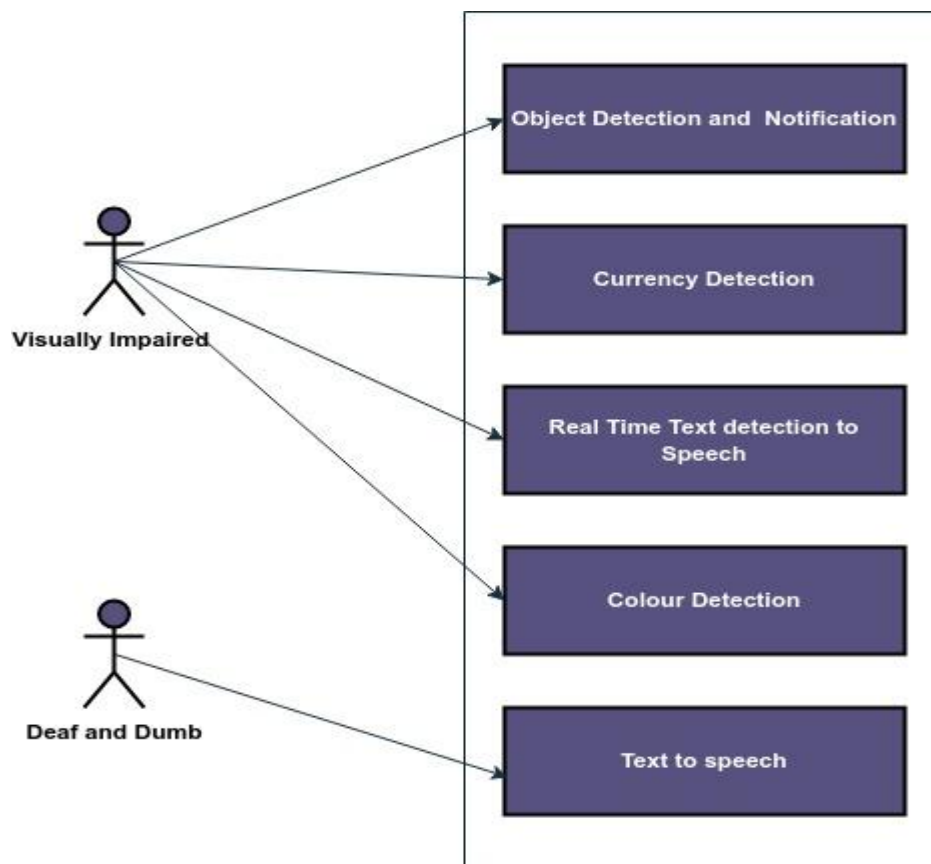 Object Detection and Notification
Currency Detection
Visually Impaired
Real Time Text detection to
Speech
Colour Detection
Deaf and Dumb
Text to speech